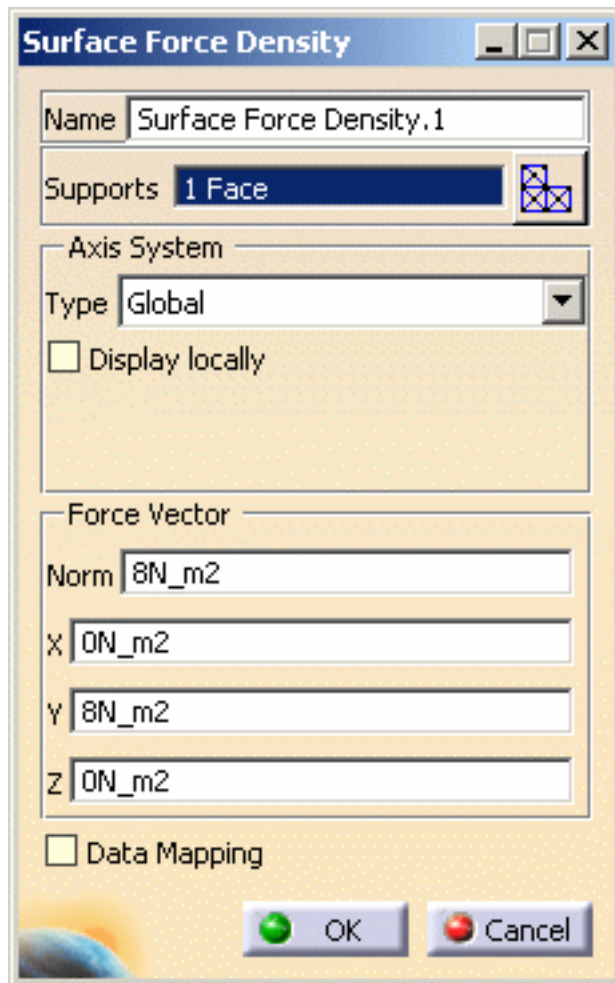 Surface Force Density
Name Surface Force Density.1
Supports 1 Face
Axis System
Type Global
Display locally
Force Vector
Norm 8N_m2
X 0N_m2
Y 8N_m2
Z 0N_m2
Data Mapping
OK Cancel